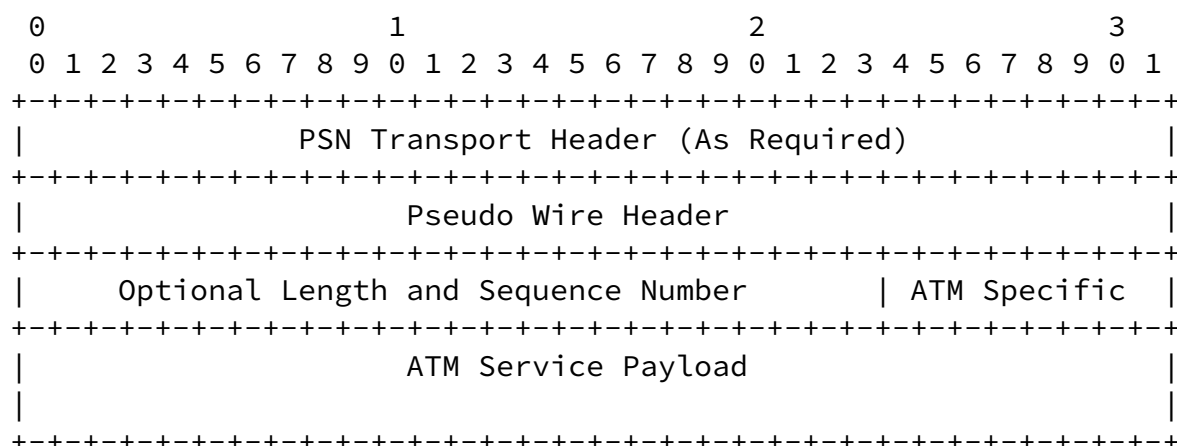 0                   1                   2                   3
 0 1 2 3 4 5 6 7 8 9 0 1 2 3 4 5 6 7 8 9 0 1 2 3 4 5 6 7 8 9 0 1
+-+-+-+-+-+-+-+-+-+-+-+-+-+-+-+-+-+-+-+-+-+-+-+-+-+-+-+-+-+-+-+-+
|               PSN Transport Header (As Required)              |
+-+-+-+-+-+-+-+-+-+-+-+-+-+-+-+-+-+-+-+-+-+-+-+-+-+-+-+-+-+-+-+-+
|                     Pseudo Wire Header                        |
+-+-+-+-+-+-+-+-+-+-+-+-+-+-+-+-+-+-+-+-+-+-+-+-+-+-+-+-+-+-+-+-+
|     Optional Length and Sequence Number       | ATM Specific  |
+-+-+-+-+-+-+-+-+-+-+-+-+-+-+-+-+-+-+-+-+-+-+-+-+-+-+-+-+-+-+-+-+
|                     ATM Service Payload                       |
|                                                               |
+-+-+-+-+-+-+-+-+-+-+-+-+-+-+-+-+-+-+-+-+-+-+-+-+-+-+-+-+-+-+-+-+